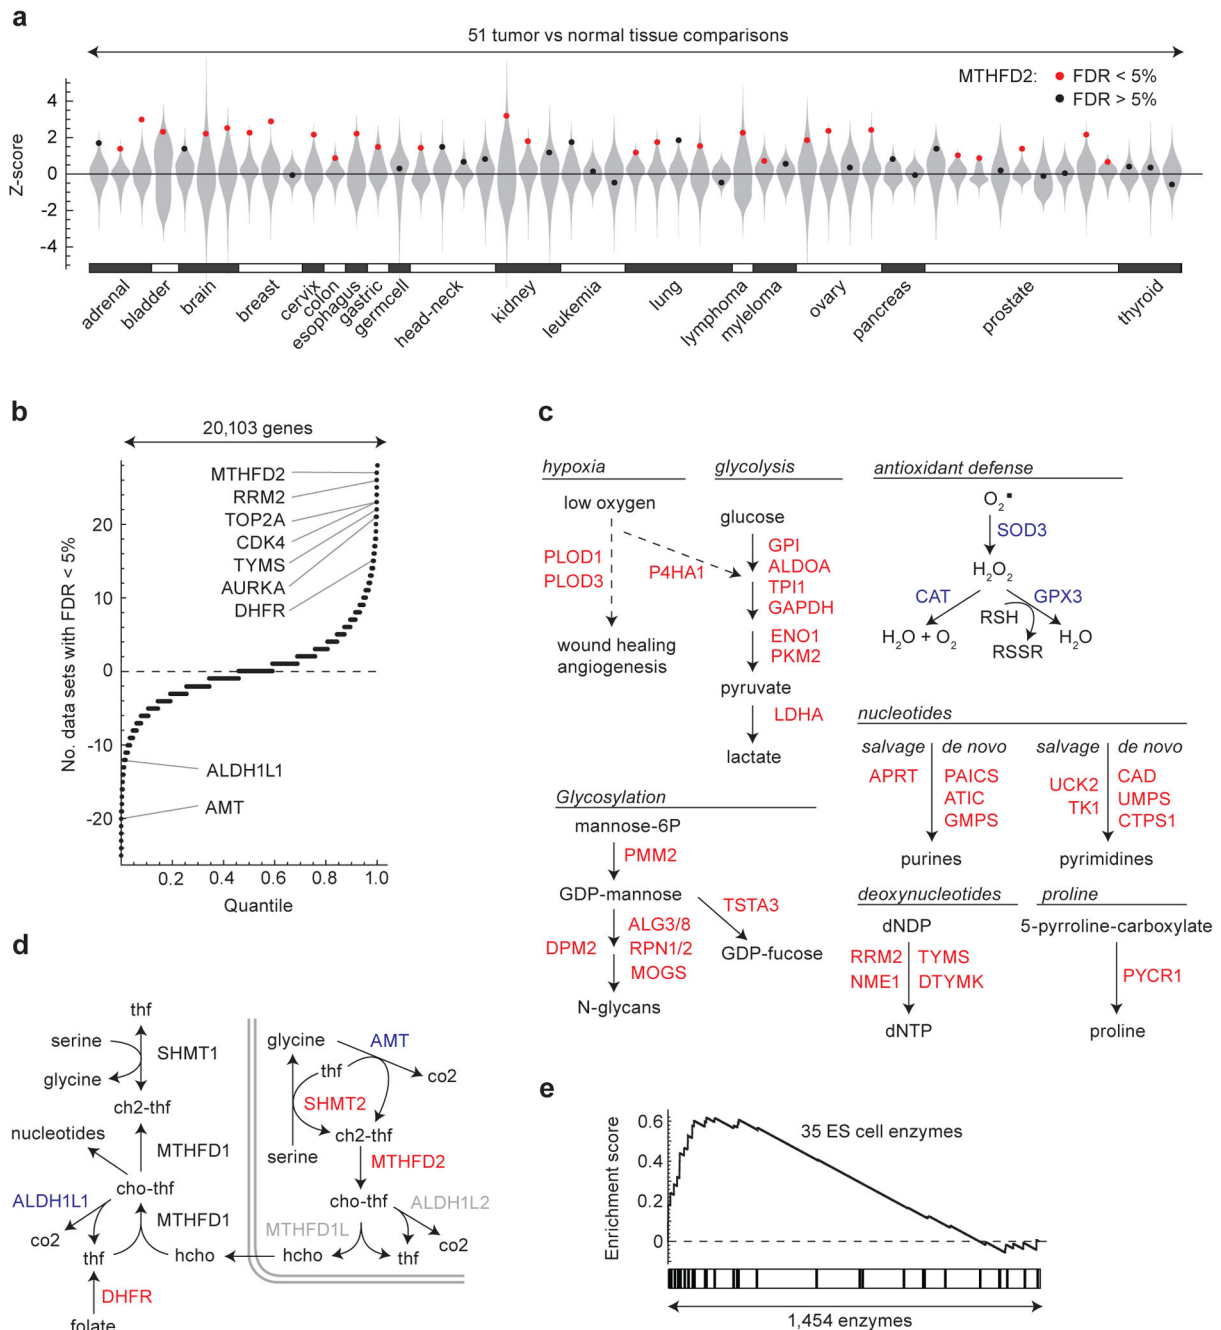 a
51 tumor vs normal tissue comparisons
MTHFD2:
FDR < 5%
FDR > 5%
Z-score
4
2
0
-2
-4
adrenal
bladder
brain
breast
cervix
colon
esophagus
gastric
germcell
head-neck
kidney
leukemia
lung
lymphoma
myleloma
ovary
pancreas
prostate
thyroid
b
20,103 genes
No. data sets with FDR < 5%
20
10
0
-10
-20
MTHFD2
RRM2
TOP2A
CDK4
TYMS
AURKA
DHFR
ALDH1L1
AMT
0.2 0.4 0.6 0.8 1.0
Quantile
c
hypoxia
low oxygen
PLOD1
PLOD3
P4HA1
wound healing
angiogenesis
glycolysis
glucose
GPI
ALDOA
TPI1
GAPDH
ENO1
PKM2
pyruvate
LDHA
lactate
antioxidant defense
O2▪
SOD3
H2O2
CAT
GPX3
RSH
H2O + O2
RSSR
H2O
nucleotides
salvage de novo
APRT
PAICS
ATIC
GMPS
purines
salvage de novo
UCK2
TK1
CAD
UMPS
CTPS1
pyrimidines
Glycosylation
mannose-6P
PMM2
GDP-mannose
TSTA3
DPM2
ALG3/8
RPN1/2
MOGS
GDP-fucose
N-glycans
deoxynucleotides
dNDP
RRM2 TYMS
NME1 DTYMK
dNTP
proline
5-pyrroline-carboxylate
PYCR1
proline
d
thf
serine
SHMT1
glycine
ch2-thf
nucleotides
MTHFD1
cho-thf
ALDH1L1
MTHFD1
co2
thf
hcho
DHFR
folate
glycine
AMT
thf
co2
SHMT2
ch2-thf
serine
MTHFD2
cho-thf
ALDH1L2
MTHFD1L
hcho
thf
co2
e
Enrichment score
0.6
0.4
0.2
0
35 ES cell enzymes
1,454 enzymes